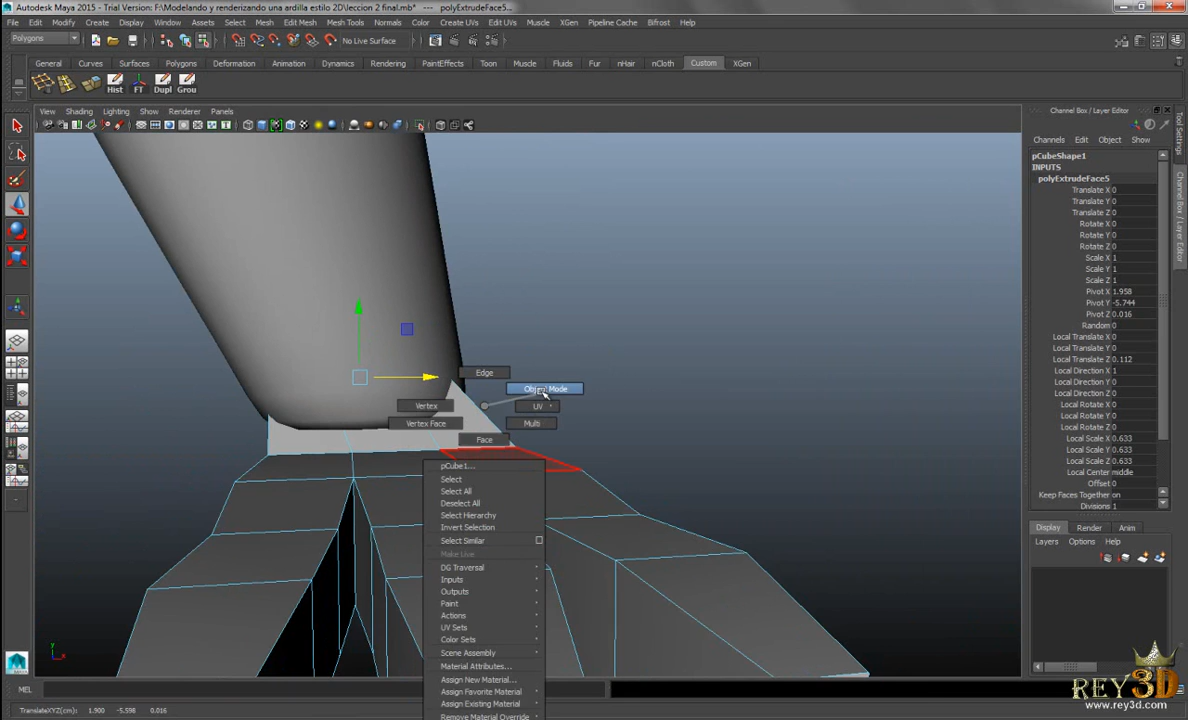 Autodesk Maya 2015 - Trial Version: F:\Modelando y renderizando una ardilla estilo 2D\leccion 2 final.mb* --- polyExtrudeFace5...
File Edit Modify Create Display Window Assets Select Mesh Edit Mesh Mesh Tools Normals Color Create UVs Edit UVs Muscle XGen Pipeline Cache Bifrost Help
Polygons No Live Surface
General Curves Surfaces Polygons Deformation Animation Dynamics Rendering PaintEffects Toon Muscle Fluids Fur nHair nCloth Custom XGen
Hist FT Dupl Grou
View Shading Lighting Show Renderer Panels
Channel Box / Layer Editor
Channels Edit Object Show
pCubeShape1
INPUTS
polyExtrudeFace5
Translate X 0
Translate Y 0
Translate Z 0
Rotate X 0
Rotate Y 0
Rotate Z 0
Scale X 1
Scale Y 1
Scale Z 1
Pivot X 1.958
Pivot Y -5.744
Pivot Z 0.016
Random 0
Local Translate X 0
Local Translate Y 0
Local Translate Z 0.112
Local Direction X 1
Local Rotate X 0
Local Rotate Y 0
Local Rotate Z 0
Local Scale X 0.633
Local Scale Y 0.633
Local Scale Z 0.633
Local Center middle
Offset 0
Keep Faces Together on
Divisions 1
Display Render Anim
Layers Options Help
Tool Settings
Channel Box / Layer Editor
Edge
Object Mode
Vertex
UV
Vertex Face
Multi
Face
pCube1...
Select
Select All
Deselect All
Select Hierarchy
Invert Selection
Select Similar
Make Live
DG Traversal
Inputs
Outputs
Paint
Actions
UV Sets
Color Sets
Scene Assembly
Material Attributes...
Assign New Material...
Assign Favorite Material
Assign Existing Material
Remove Material Override
MEL
TranslateXY(cm): 1.900 -5.598 0.016
REY3D
www.rey3d.com